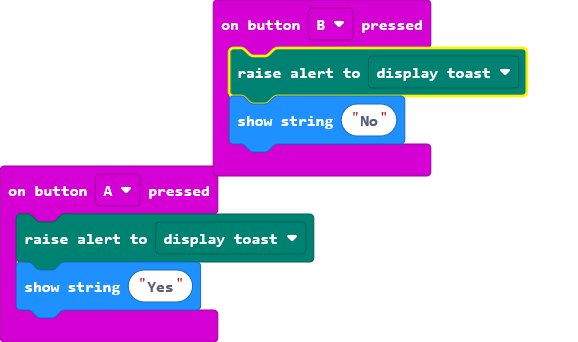 on button B pressed
raise alert to display toast
show string "No"
on button A pressed
raise alert to display toast
show string "Yes"